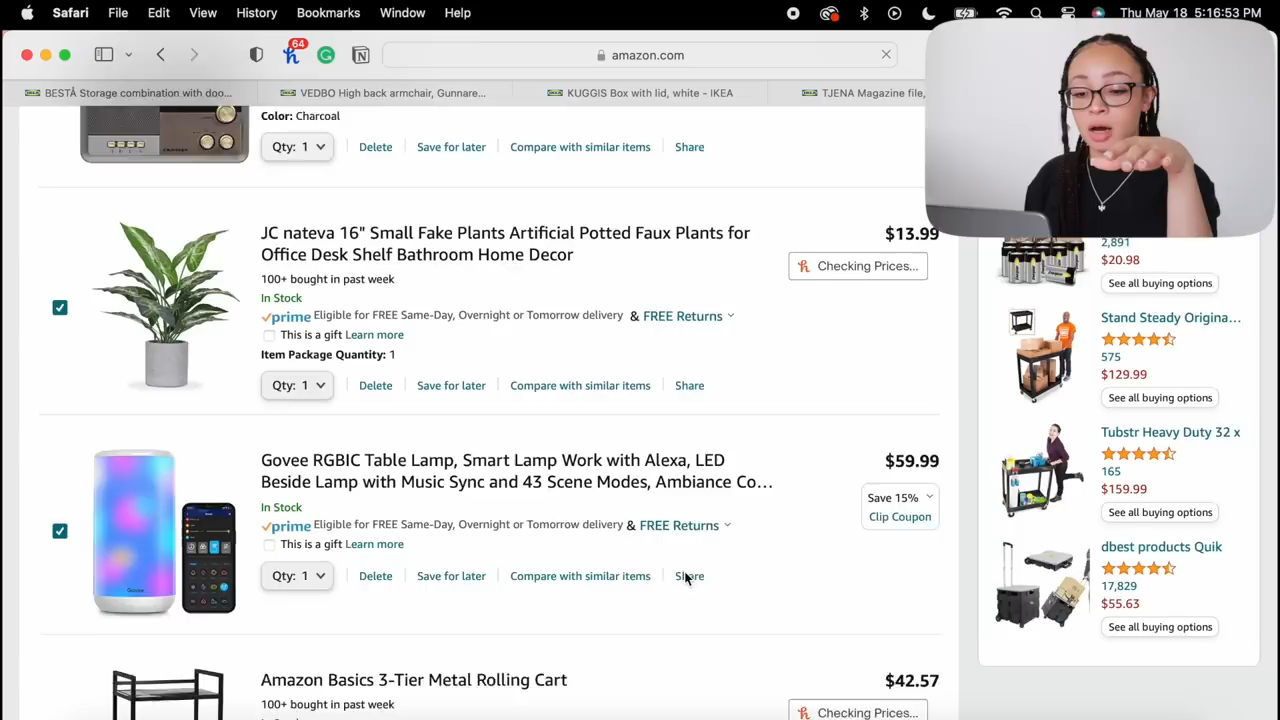 Safari File Edit View History Bookmarks Window Help Thu May 18 5:16:53 PM
64
amazon.com
BESTÅ Storage combination with doo... VEDBO High back armchair, Gunnare... KUGGIS Box with lid, white - IKEA TJENA Magazine file,
Color: Charcoal
Qty: 1 Delete Save for later Compare with similar items Share
JC nateva 16" Small Fake Plants Artificial Potted Faux Plants for
Office Desk Shelf Bathroom Home Decor
$13.99
Checking Prices...
100+ bought in past week
In Stock
prime Eligible for FREE Same-Day, Overnight or Tomorrow delivery & FREE Returns
This is a gift Learn more
Item Package Quantity: 1
Qty: 1 Delete Save for later Compare with similar items Share
Govee RGBIC Table Lamp, Smart Lamp Work with Alexa, LED
Beside Lamp with Music Sync and 43 Scene Modes, Ambiance Co...
$59.99
Save 15%
Clip Coupon
In Stock
prime Eligible for FREE Same-Day, Overnight or Tomorrow delivery & FREE Returns
This is a gift Learn more
Qty: 1 Delete Save for later Compare with similar items Share
Amazon Basics 3-Tier Metal Rolling Cart
$42.57
100+ bought in past week
Checking Prices...
2,891
$20.98
See all buying options
Stand Steady Origina...
575
$129.99
See all buying options
Tubstr Heavy Duty 32 x
165
$159.99
See all buying options
dbest products Quik
17,829
$55.63
See all buying options